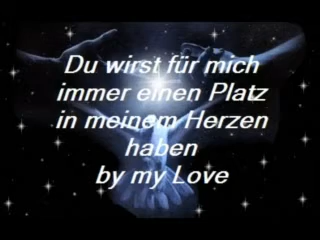 Du wirst für mich
immer einen Platz
in meinem Herzen
haben
by my Love